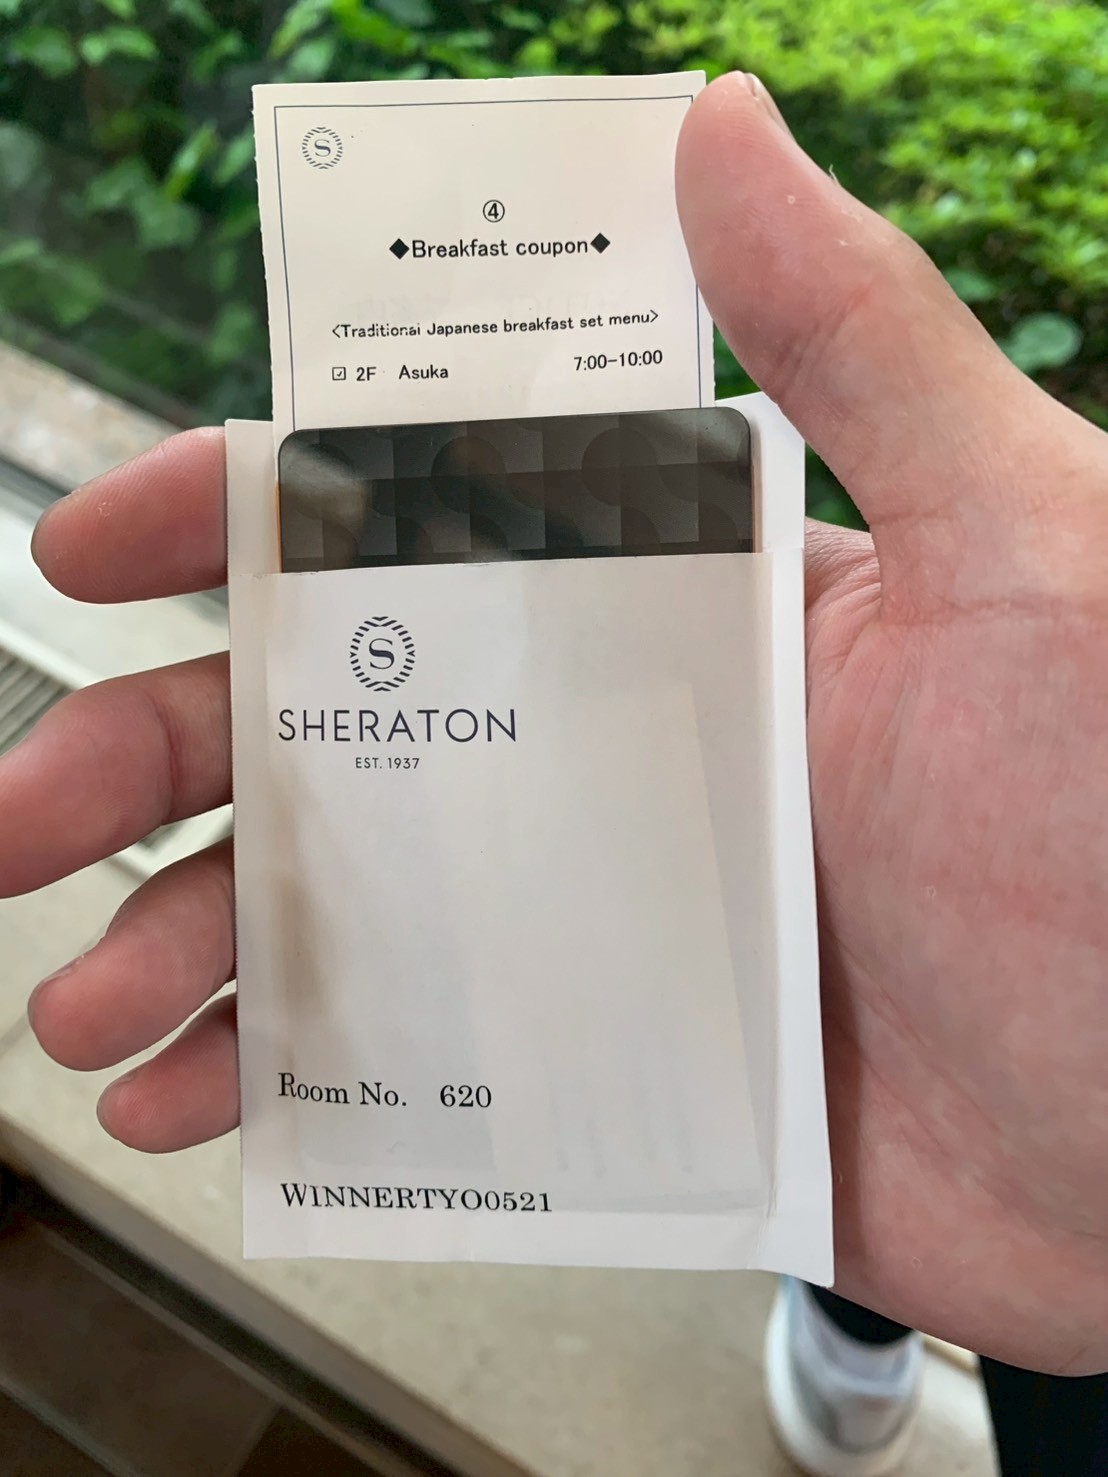 S
④
◆Breakfast coupon◆
<Traditional Japanese breakfast set menu>
☑ 2F Asuka 7:00-10:00
S
SHERATON
EST. 1937
Room No. 620
WINNERTYO0521